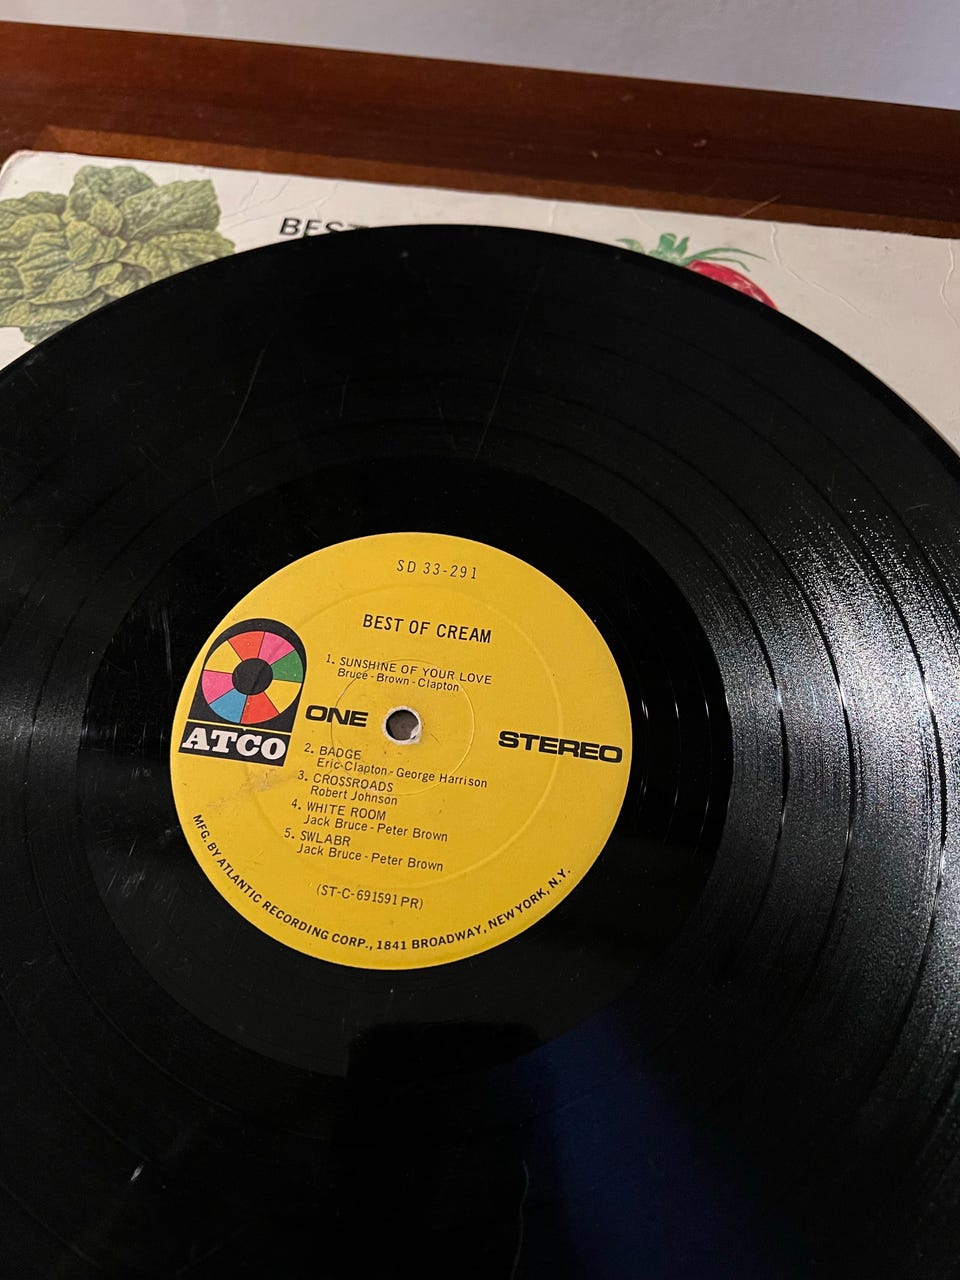 BEST
SD 33-291
BEST OF CREAM
1. SUNSHINE OF YOUR LOVE
Bruce-Brown-Clapton
ATCO
ONE
STEREO
2. BADGE
Eric Clapton-George Harrison
3. CROSSROADS
Robert Johnson
4. WHITE ROOM
Jack Bruce-Peter Brown
5. SWLABR
Jack Bruce-Peter Brown
(ST-C-691591 PR)
MFG. BY ATLANTIC RECORDING CORP., 1841 BROADWAY, NEW YORK, N.Y.